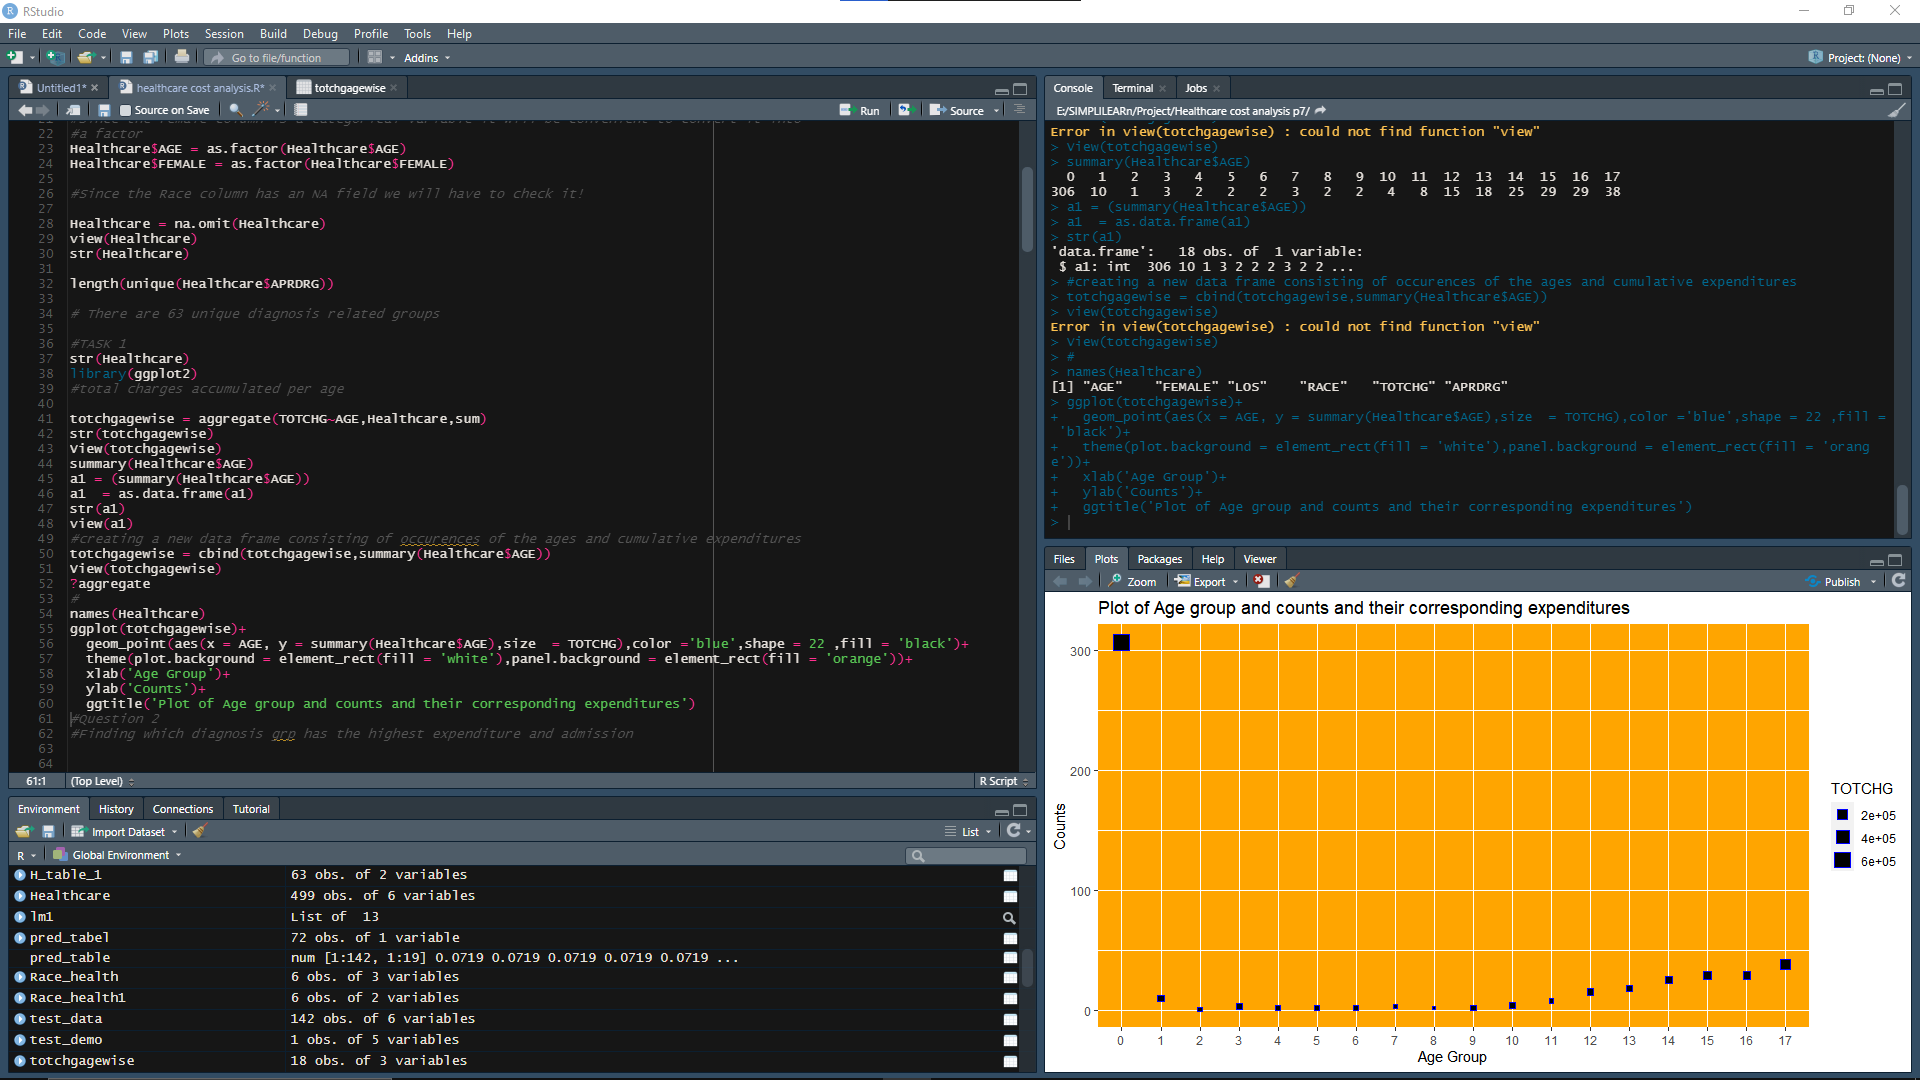 RStudio
File Edit Code View Plots Session Build Debug Profile Tools Help
Go to file/function Addins Project: (None)
Untitled1* healthcare cost analysis.R* totchgagewise
Source on Save Run Source
22 #a factor
23 Healthcare$AGE = as.factor(Healthcare$AGE)
24 Healthcare$FEMALE = as.factor(Healthcare$FEMALE)
25
26 #Since the Race column has an NA field we will have to check it!
27
28 Healthcare = na.omit(Healthcare)
29 view(Healthcare)
30 str(Healthcare)
31
32 length(unique(Healthcare$APRDRG))
33
34 # There are 63 unique diagnosis related groups
35
36 #TASK 1
37 str(Healthcare)
38 library(ggplot2)
39 #total charges accumulated per age
40
41 totchgagewise = aggregate(TOTCHG~AGE,Healthcare,sum)
42 str(totchgagewise)
43 View(totchgagewise)
44 summary(Healthcare$AGE)
45 a1 = (summary(Healthcare$AGE))
46 a1  = as.data.frame(a1)
47 str(a1)
48 view(a1)
49 #creating a new data frame consisting of occurences of the ages and cumulative expenditures
50 totchgagewise = cbind(totchgagewise,summary(Healthcare$AGE))
51 View(totchgagewise)
52 ?aggregate
53 #
54 names(Healthcare)
55 ggplot(totchgagewise)+
56   geom_point(aes(x = AGE, y = summary(Healthcare$AGE),size  = TOTCHG),color ='blue',shape = 22 ,fill = 'black')+
57   theme(plot.background = element_rect(fill = 'white'),panel.background = element_rect(fill = 'orange'))+
58   xlab('Age Group')+
59   ylab('Counts')+
60   ggtitle('Plot of Age group and counts and their corresponding expenditures')
61 #Question 2
62 #Finding which diagnosis grp has the highest expenditure and admission
63
64
61:1 (Top Level) R Script
Environment History Connections Tutorial
Import Dataset List
R Global Environment
H_table_1 63 obs. of 2 variables
Healthcare 499 obs. of 6 variables
lm1 List of  13
pred_tabel 72 obs. of 1 variable
pred_table num [1:142, 1:19] 0.0719 0.0719 0.0719 0.0719 0.0719 ...
Race_health 6 obs. of 3 variables
Race_health1 6 obs. of 2 variables
test_data 142 obs. of 6 variables
test_demo 1 obs. of 5 variables
totchgagewise 18 obs. of 3 variables
Console Terminal Jobs
E:/SIMPLILEARn/Project/Healthcare cost analysis p7/
Error in view(totchgagewise) : could not find function "view"
> View(totchgagewise)
> summary(Healthcare$AGE)
0 1 2 3 4 5 6 7 8 9 10 11 12 13 14 15 16 17
306 10 1 3 2 2 2 3 2 2 4 8 15 18 25 29 29 38
> a1 = (summary(Healthcare$AGE))
> a1  = as.data.frame(a1)
> str(a1)
'data.frame':   18 obs. of  1 variable:
$ a1: int  306 10 1 3 2 2 2 3 2 2 ...
> #creating a new data frame consisting of occurences of the ages and cumulative expenditures
> totchgagewise = cbind(totchgagewise,summary(Healthcare$AGE))
> view(totchgagewise)
Error in view(totchgagewise) : could not find function "view"
> View(totchgagewise)
> #
> names(Healthcare)
[1] "AGE"    "FEMALE" "LOS"    "RACE"   "TOTCHG" "APRDRG"
> ggplot(totchgagewise)+
+   geom_point(aes(x = AGE, y = summary(Healthcare$AGE),size  = TOTCHG),color ='blue',shape = 22 ,fill =
'black')+
+   theme(plot.background = element_rect(fill = 'white'),panel.background = element_rect(fill = 'orang
e'))+
+   xlab('Age Group')+
+   ylab('Counts')+
+   ggtitle('Plot of Age group and counts and their corresponding expenditures')
>
Files Plots Packages Help Viewer
Zoom Export Publish
Plot of Age group and counts and their corresponding expenditures
300
200
100
0
Counts
0 1 2 3 4 5 6 7 8 9 10 11 12 13 14 15 16 17
Age Group
TOTCHG
2e+05
4e+05
6e+05